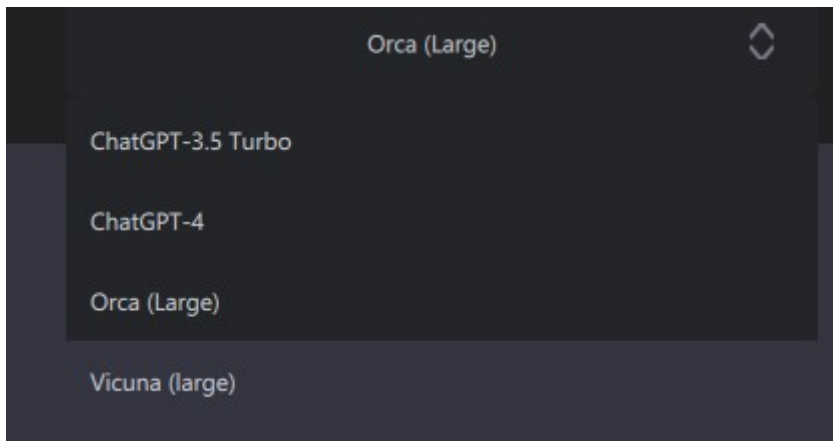 Orca (Large)
ChatGPT-3.5 Turbo
ChatGPT-4
Orca (Large)
Vicuna (large)